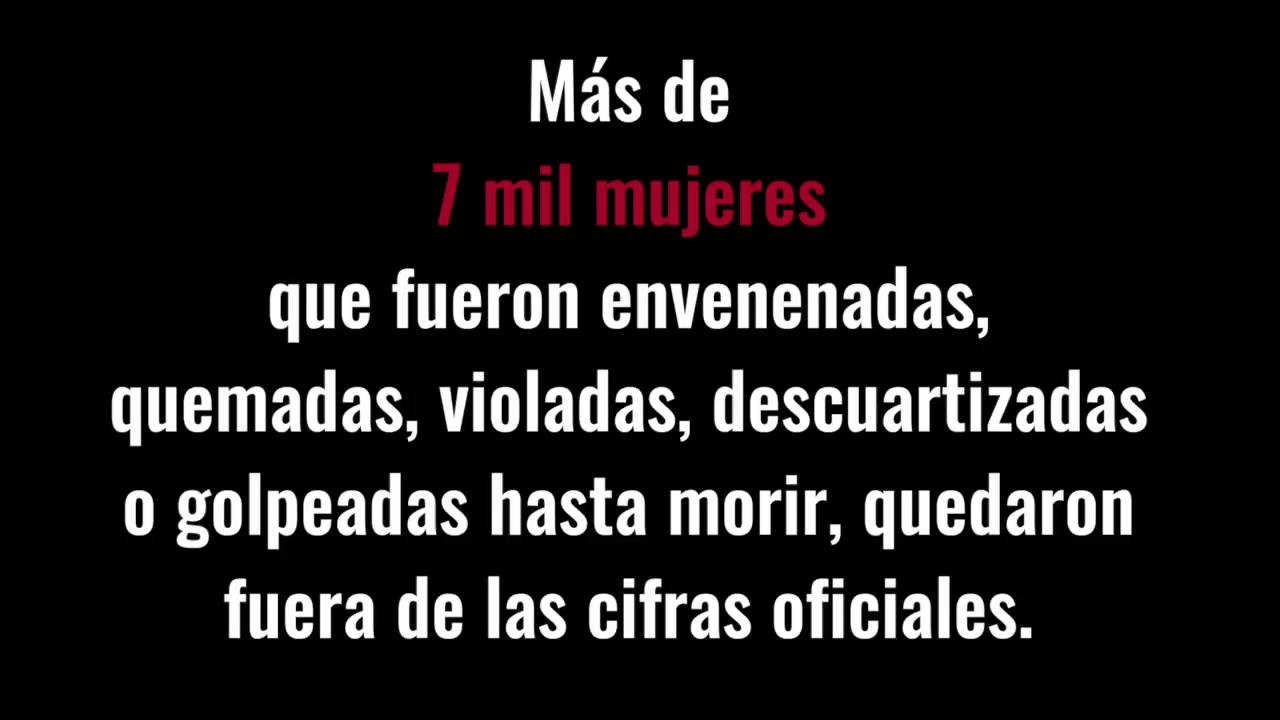 Más de
7 mil mujeres
que fueron envenenadas,
quemadas, violadas, descuartizadas
o golpeadas hasta morir, quedaron
fuera de las cifras oficiales.